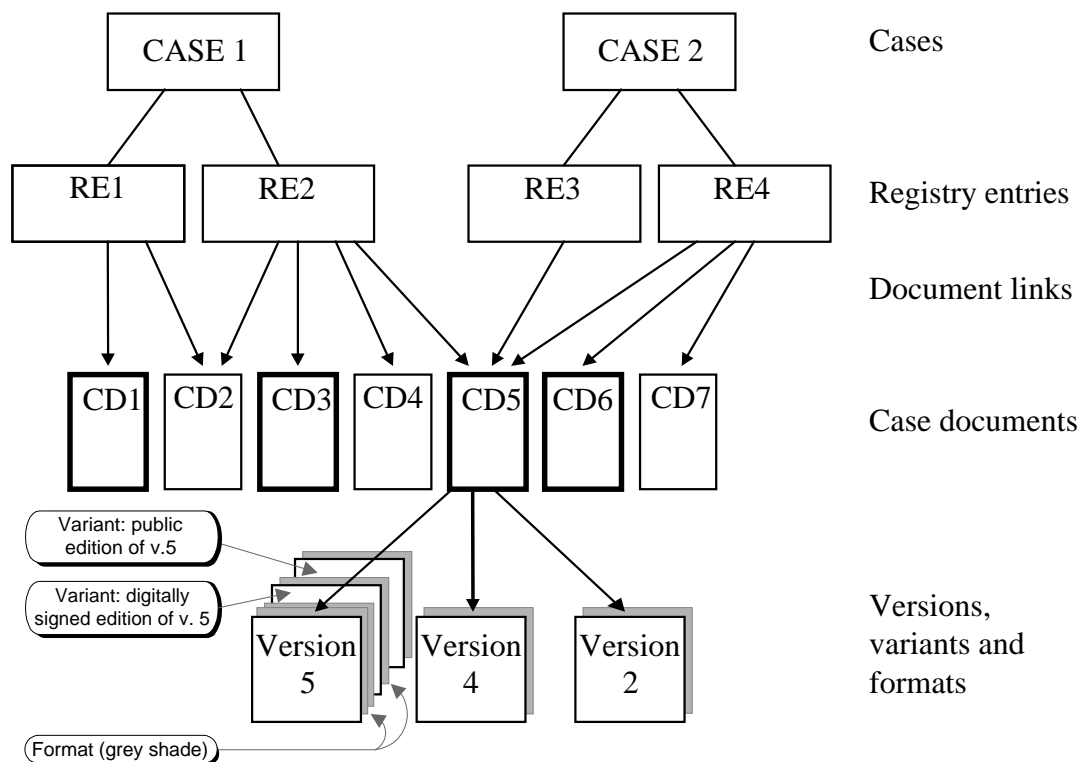 CASE 1
CASE 2
Cases
RE1
RE2
RE3
RE4
Registry entries
Document links
CD1
CD2
CD3
CD4
CD5
CD6
CD7
Case documents
Variant: public
edition of v.5
Variant: digitally
signed edition of v. 5
Version
5
Version
4
Version
2
Versions,
variants and
formats
Format (grey shade)